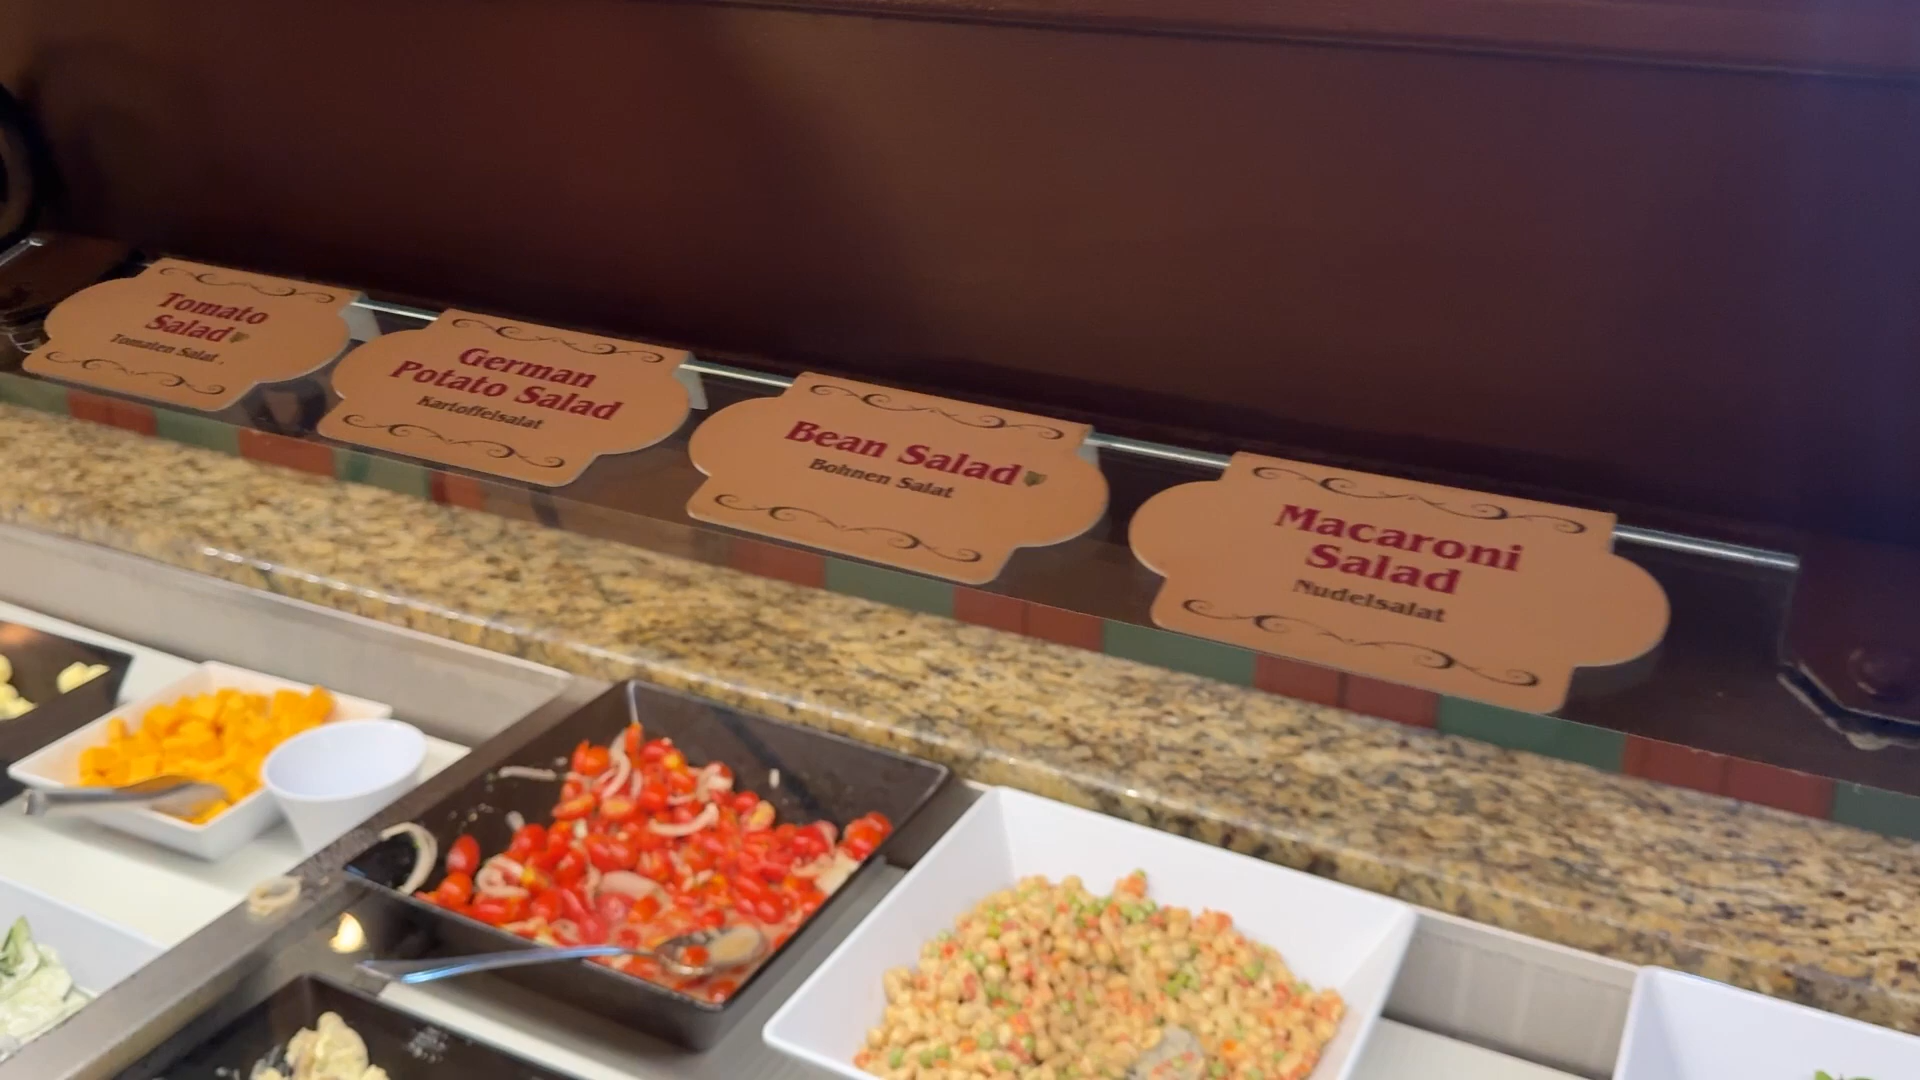 Tomato
Salad
Tomaten Salat
German
Potato Salad
Kartoffelsalat
Bean Salad
Bohnen Salat
Macaroni
Salad
Nudelsalat